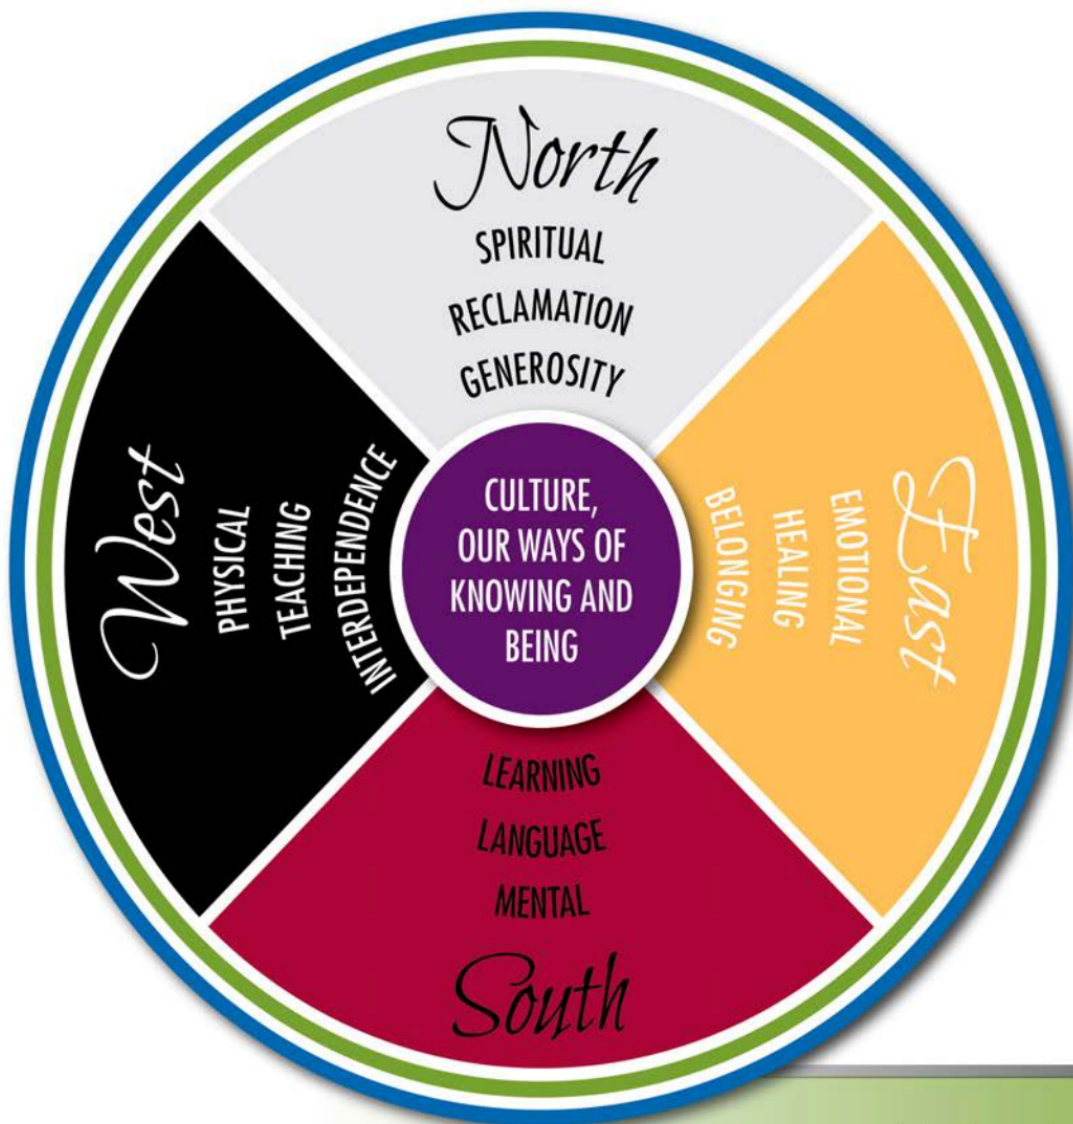 North
SPIRITUAL
RECLAMATION
GENEROSITY
West
PHYSICAL
TEACHING
INTERDEPENDENCE
CULTURE,
OUR WAYS OF
KNOWING AND
BEING
East
EMOTIONAL
HEALING
BELONGING
LEARNING
LANGUAGE
MENTAL
South